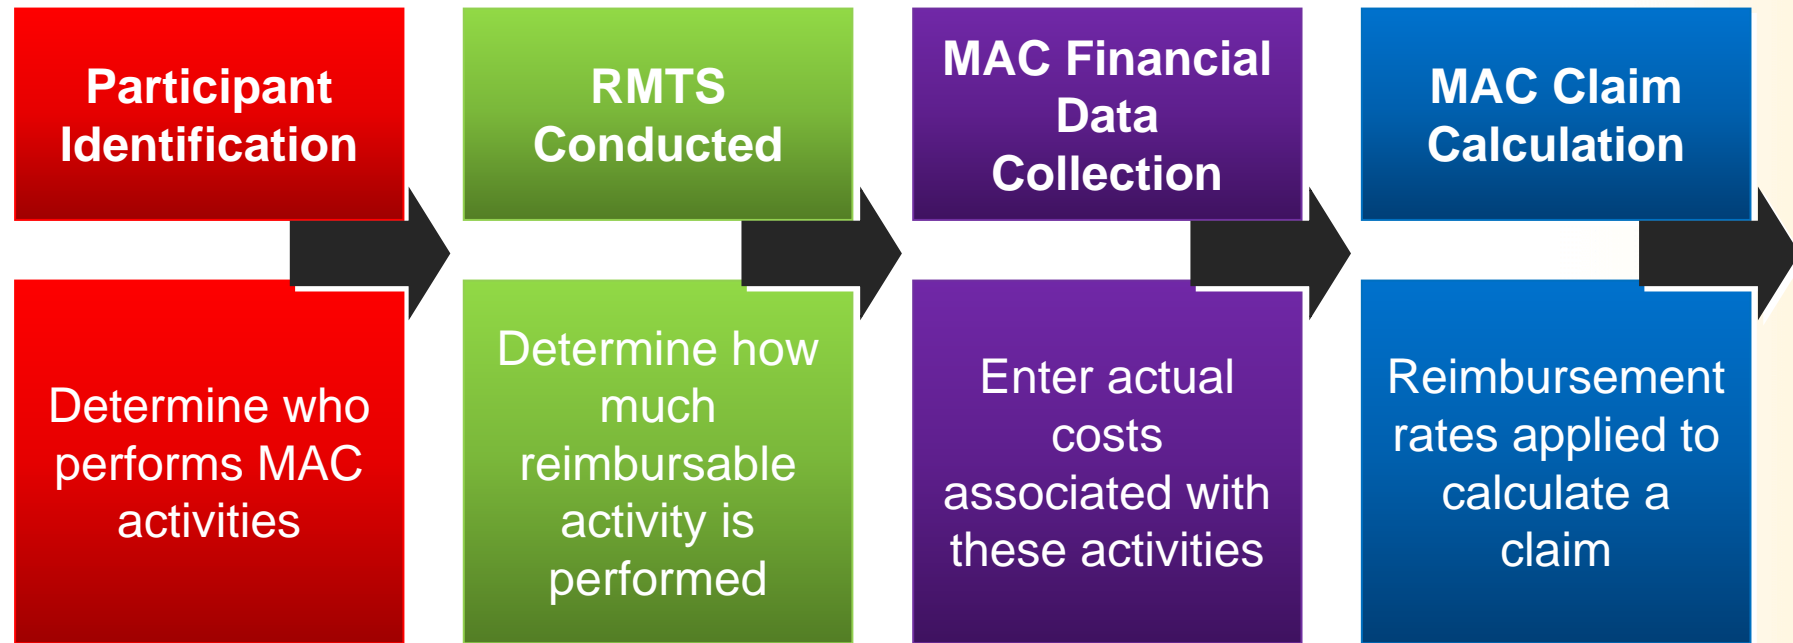 Participant
Identification
RMTS
Conducted
MAC Financial
Data
Collection
MAC Claim
Calculation
Determine who
performs MAC
activities
Determine how
much
reimbursable
activity is
performed
Enter actual
costs
associated with
these activities
Reimbursement
rates applied to
calculate a
claim